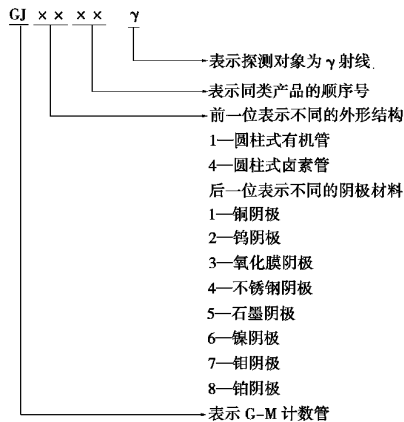 GJ ×× ×× γ
表示探测对象为 γ 射线
表示同类产品的顺序号
前一位表示不同的外形结构
1—圆柱式有机管
4—圆柱式卤素管
后一位表示不同的阴极材料
1—铜阴极
2—钨阴极
3—氧化膜阴极
4—不锈钢阴极
5—石墨阴极
6—镍阴极
7—钼阴极
8—铂阴极
表示 G-M 计数管